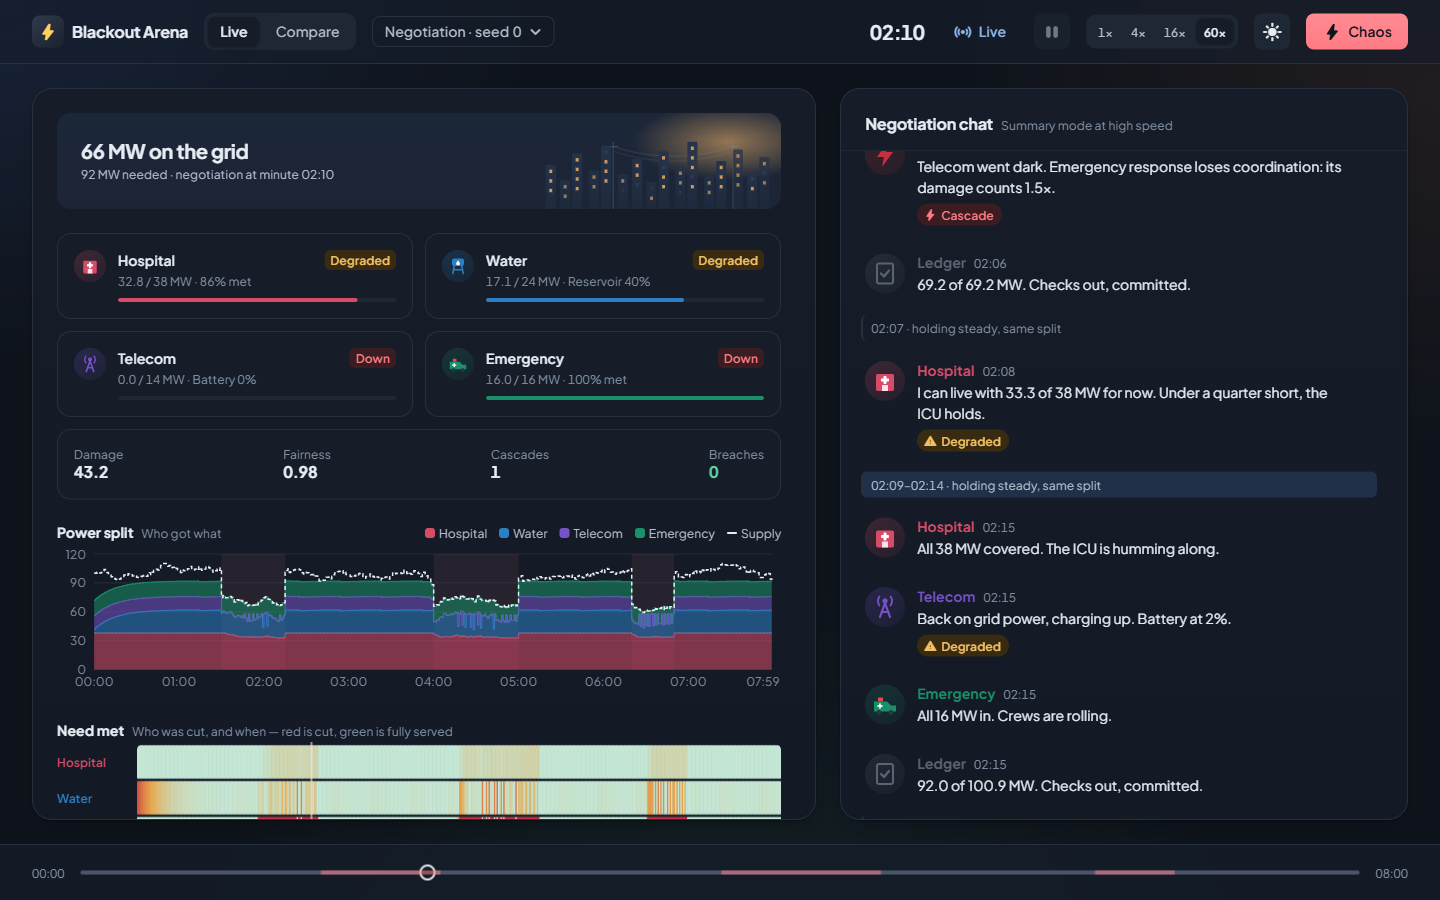 Blackout Arena
Live
Compare
Negotiation · seed 0
02:10
Live
1×
4×
16×
60×
Chaos
66 MW on the grid
92 MW needed · negotiation at minute 02:10
Hospital
Degraded
32.8 / 38 MW · 86% met
Water
Degraded
17.1 / 24 MW · Reservoir 40%
Telecom
Down
0.0 / 14 MW · Battery 0%
Emergency
Down
16.0 / 16 MW · 100% met
Damage
43.2
Fairness
0.98
Cascades
1
Breaches
0
Power split Who got what
Hospital Water Telecom Emergency Supply
120
90
60
30
0
00:00 01:00 02:00 03:00 04:00 05:00 06:00 07:00 07:59
Need met Who was cut, and when — red is cut, green is fully served
Hospital
Water
Negotiation chat Summary mode at high speed
Telecom went dark. Emergency response loses coordination: its
damage counts 1.5×.
Cascade
Ledger 02:06
69.2 of 69.2 MW. Checks out, committed.
02:07 · holding steady, same split
Hospital 02:08
I can live with 33.3 of 38 MW for now. Under a quarter short, the
ICU holds.
Degraded
02:09–02:14 · holding steady, same split
Hospital 02:15
All 38 MW covered. The ICU is humming along.
Telecom 02:15
Back on grid power, charging up. Battery at 2%.
Degraded
Emergency 02:15
All 16 MW in. Crews are rolling.
Ledger 02:15
92.0 of 100.9 MW. Checks out, committed.
00:00
08:00